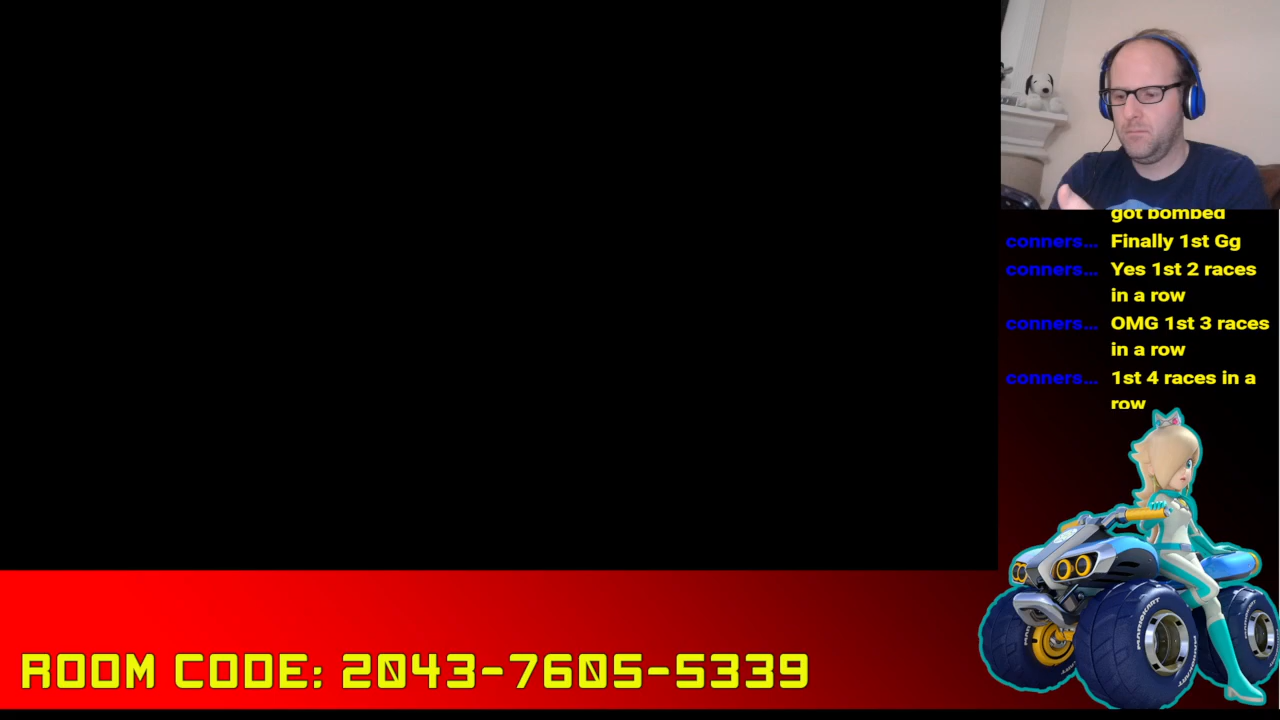 got bombed
conners... Finally 1st Gg
conners... Yes 1st 2 races
in a row
conners... OMG 1st 3 races
in a row
conners... 1st 4 races in a
row
MARIOKART
ROOM CODE: 2043-7605-5339